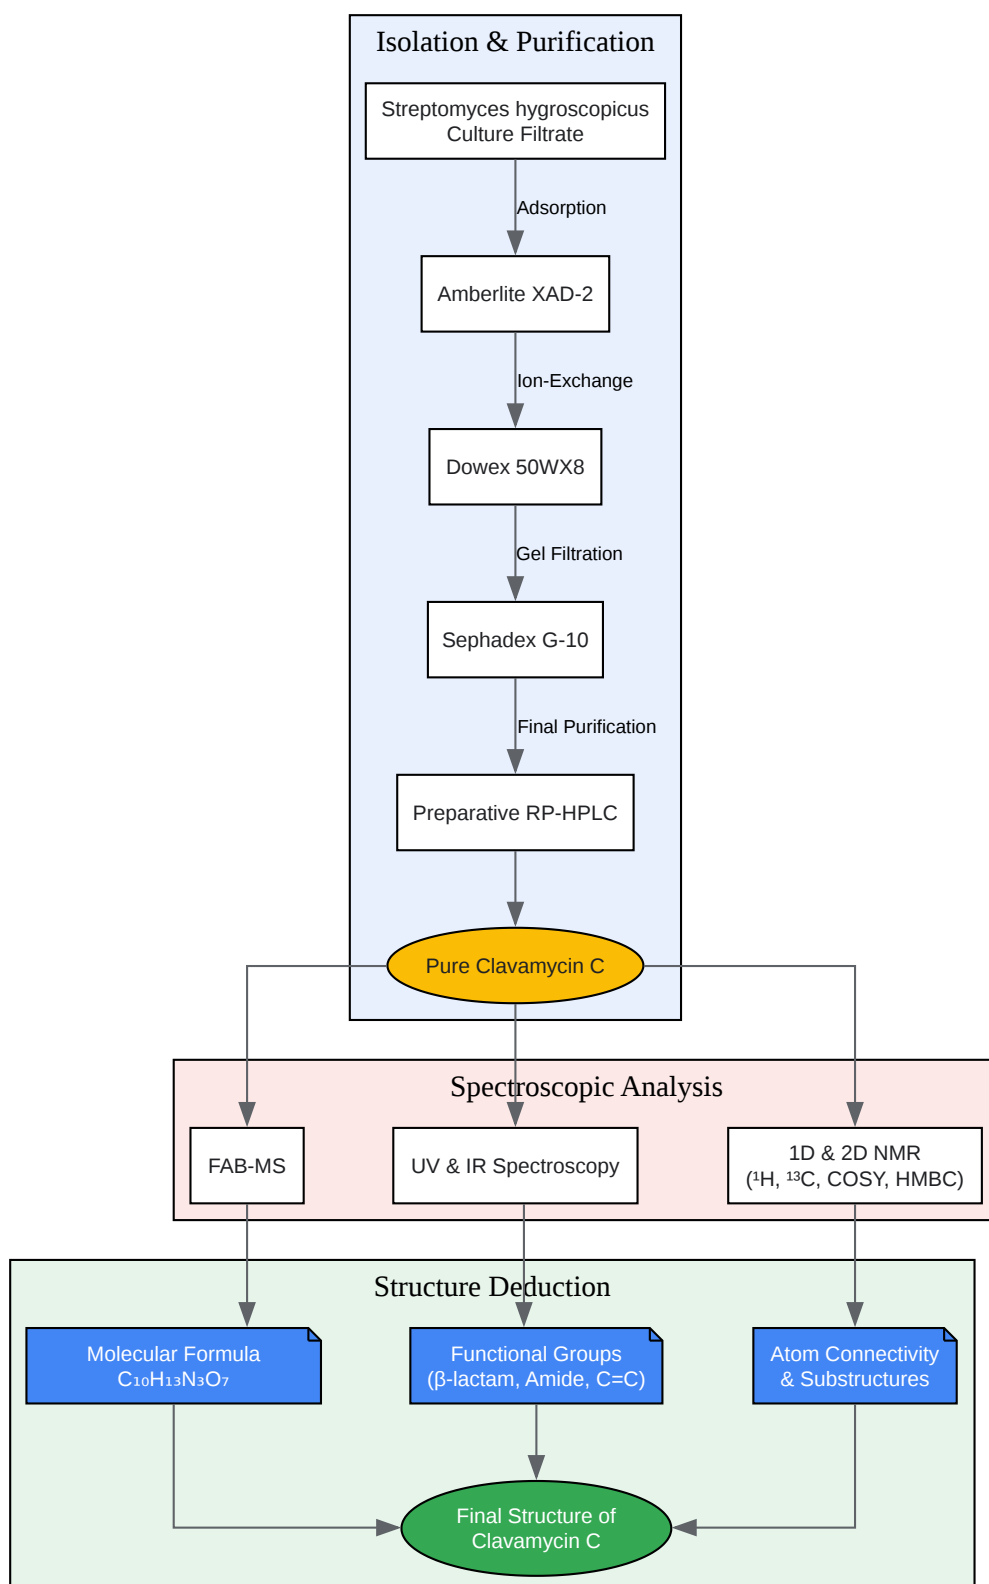 Isolation & Purification
Streptomyces hygroscopicus
Culture Filtrate
Adsorption
Amberlite XAD-2
Ion-Exchange
Dowex 50WX8
Gel Filtration
Sephadex G-10
Final Purification
Preparative RP-HPLC
Pure Clavamycin C
Spectroscopic Analysis
FAB-MS
UV & IR Spectroscopy
1D & 2D NMR
(¹H, ¹³C, COSY, HMBC)
Structure Deduction
Molecular Formula
C₁₀H₁₃N₃O₇
Functional Groups
(β-lactam, Amide, C=C)
Atom Connectivity
& Substructures
Final Structure of
Clavamycin C